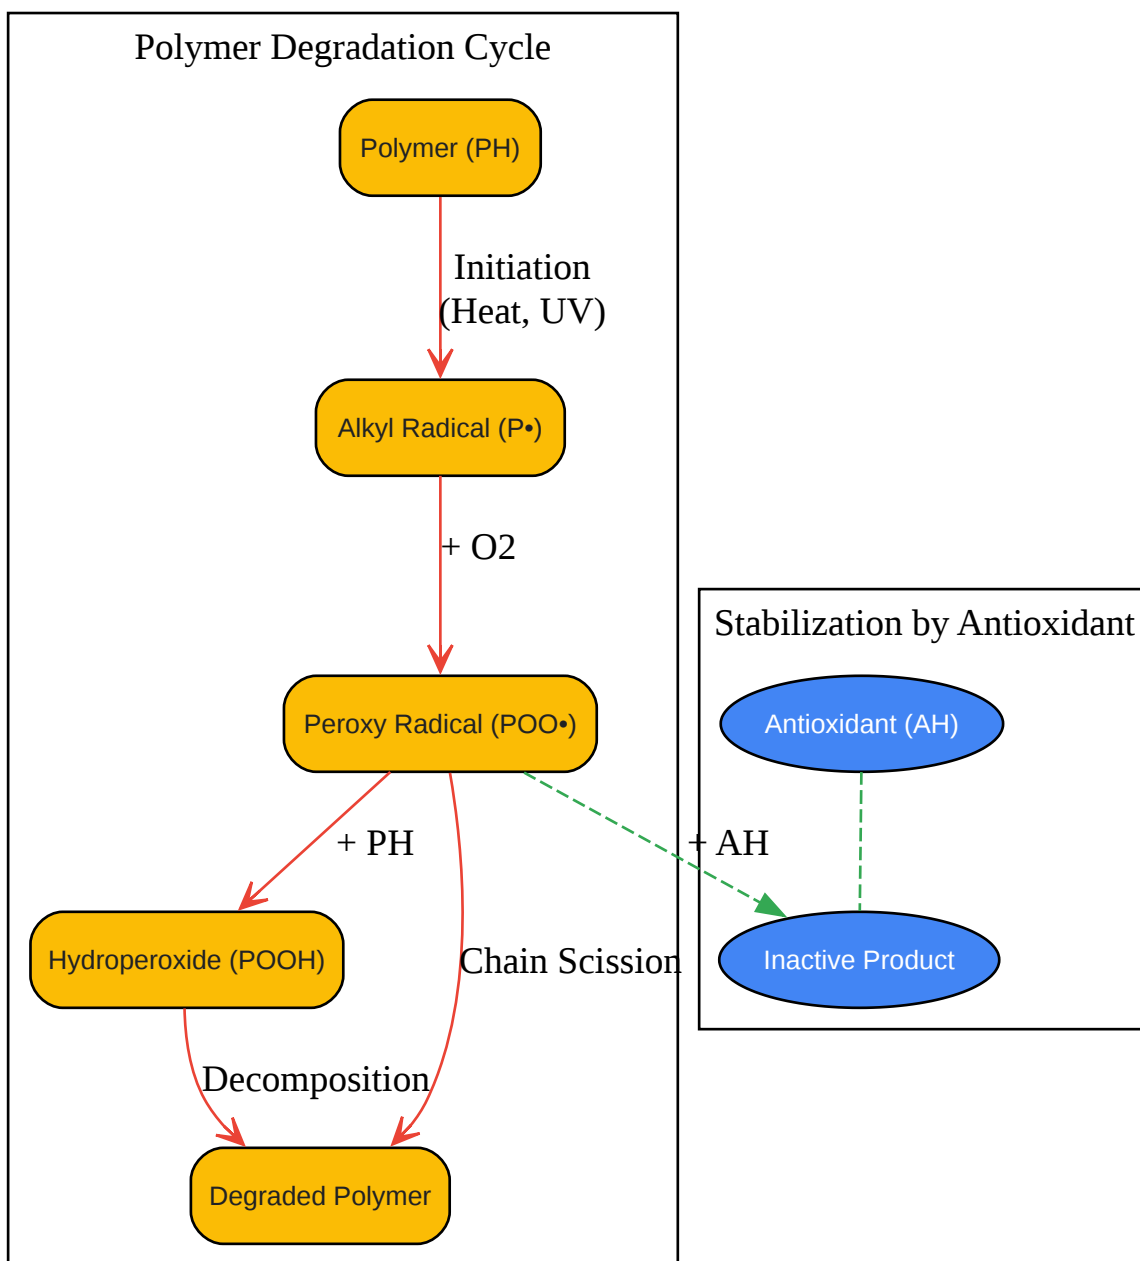 Polymer Degradation Cycle
Polymer (PH)
Initiation
(Heat, UV)
Alkyl Radical (P•)
+ O2
Stabilization by Antioxidant
Peroxy Radical (POO•)
Antioxidant (AH)
+ PH
+ AH
Hydroperoxide (POOH)
Chain Scission
Inactive Product
Decomposition
Degraded Polymer